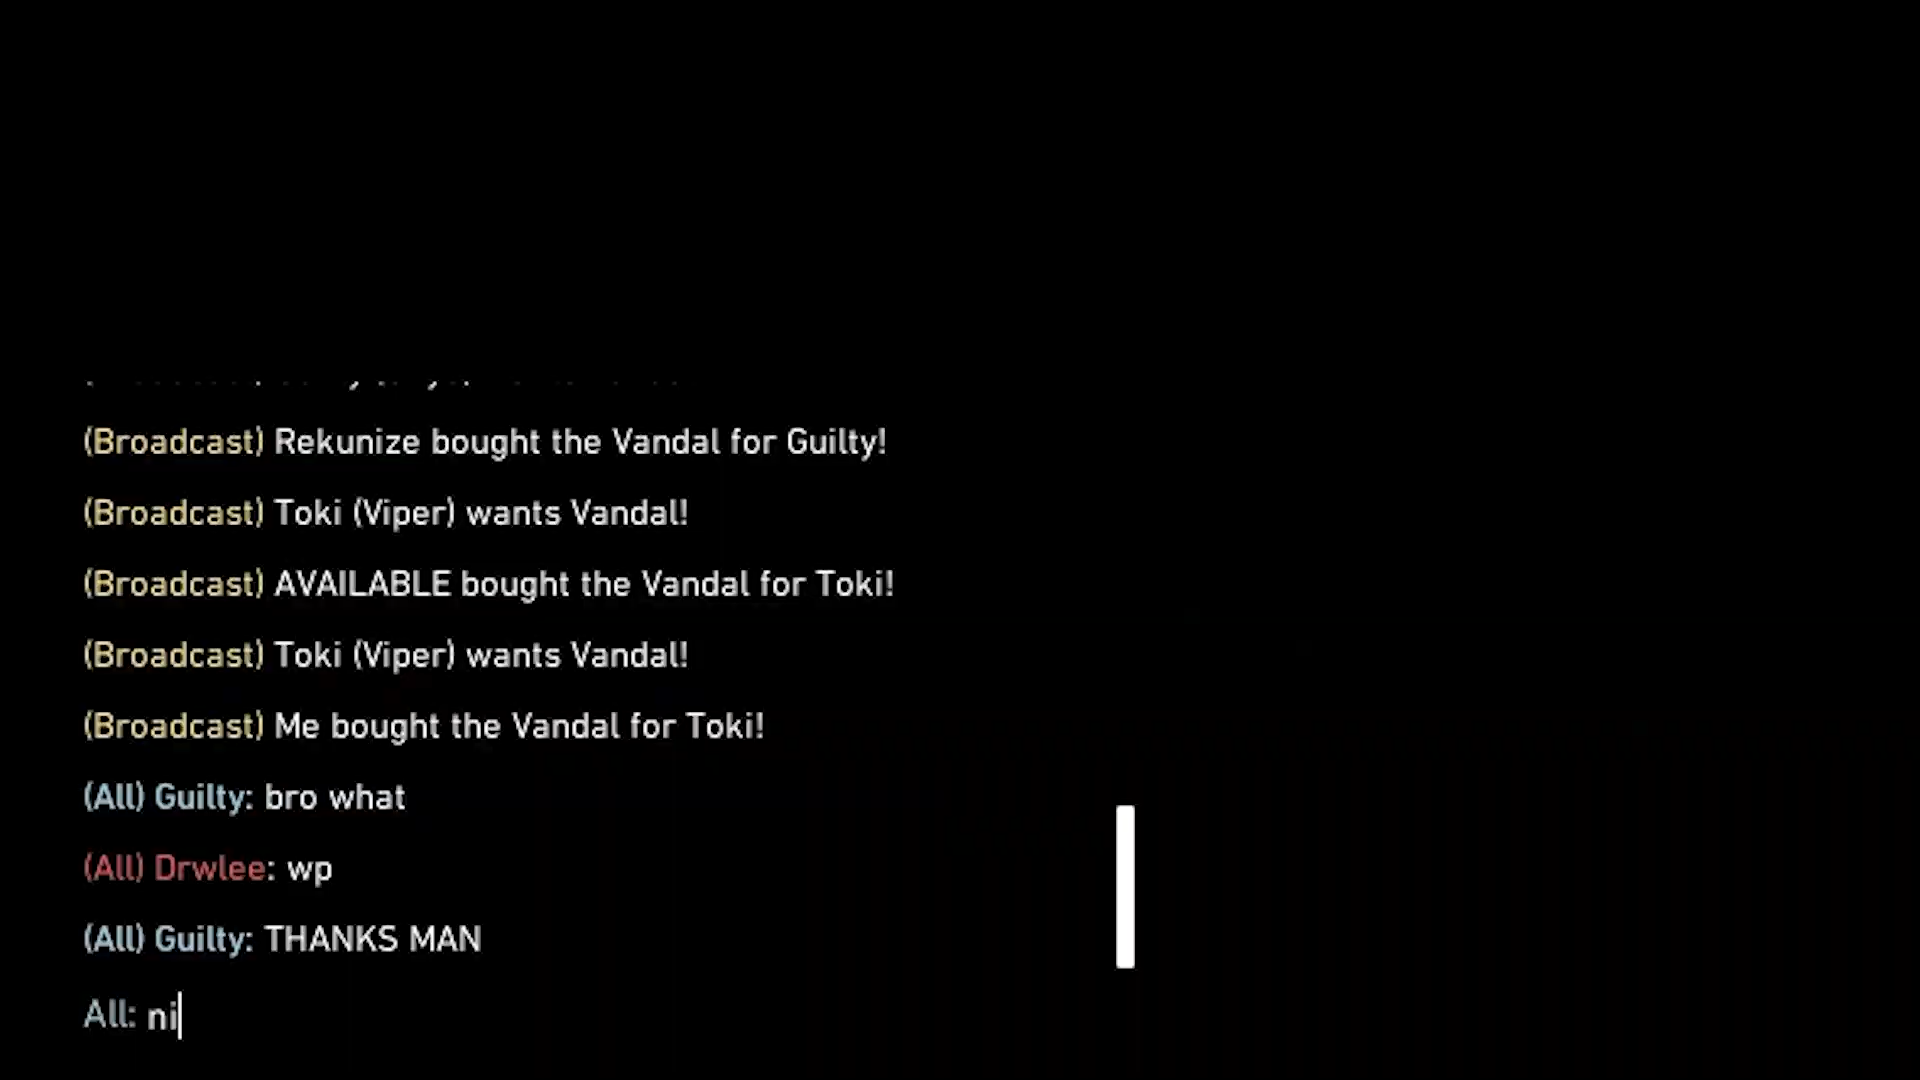 (Broadcast) Rekunize bought the Vandal for Guilty!
(Broadcast) Toki (Viper) wants Vandal!
(Broadcast) AVAILABLE bought the Vandal for Toki!
(Broadcast) Toki (Viper) wants Vandal!
(Broadcast) Me bought the Vandal for Toki!
(All) Guilty: bro what
(All) Drwlee: wp
(All) Guilty: THANKS MAN
All: ni